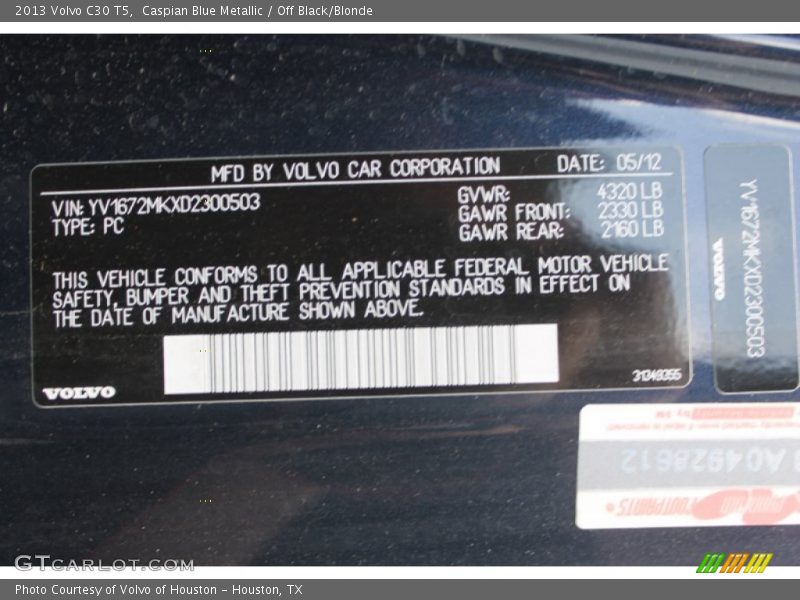 2013 Volvo C30 T5, Caspian Blue Metallic / Off Black/Blonde
MFD BY VOLVO CAR CORPORATION DATE: 05/12
VIN: YV1672MKXD2300503
TYPE: PC
GVWR: 4320 LB
GAWR FRONT: 2330 LB
GAWR REAR: 2160 LB
THIS VEHICLE CONFORMS TO ALL APPLICABLE FEDERAL MOTOR VEHICLE
SAFETY, BUMPER AND THEFT PREVENTION STANDARDS IN EFFECT ON
THE DATE OF MANUFACTURE SHOWN ABOVE.
VOLVO
31349355
YV1672MKXD2300503
VOLVO
A04928612
GTCARLOT.COM
Photo Courtesy of Volvo of Houston - Houston, TX